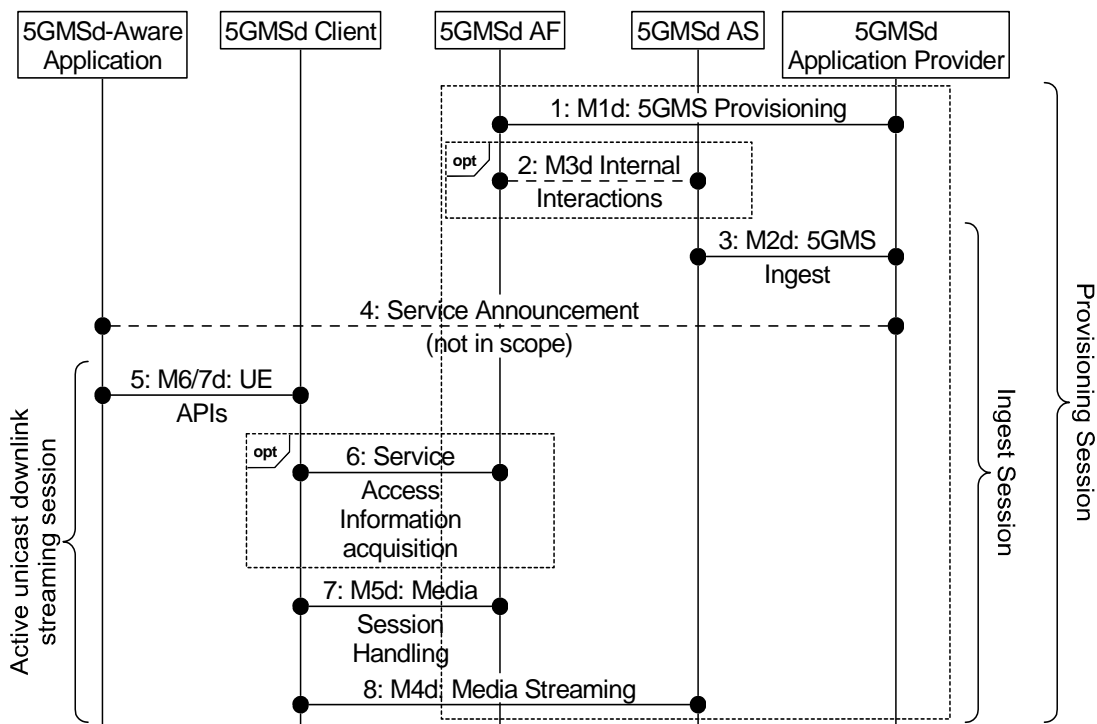 5GMSd-Aware
Application
5GMSd Client
5GMSd AF
5GMSd AS
5GMSd
Application Provider
1: M1d: 5GMS Provisioning
opt
2: M3d Internal
Interactions
3: M2d: 5GMS
Ingest
4: Service Announcement
(not in scope)
5: M6/7d: UE
APIs
opt
6: Service
Access
Information
acquisition
7: M5d: Media
Session
Handling
8: M4d: Media Streaming
Active unicast downlink
streaming session
Ingest Session
Provisioning Session